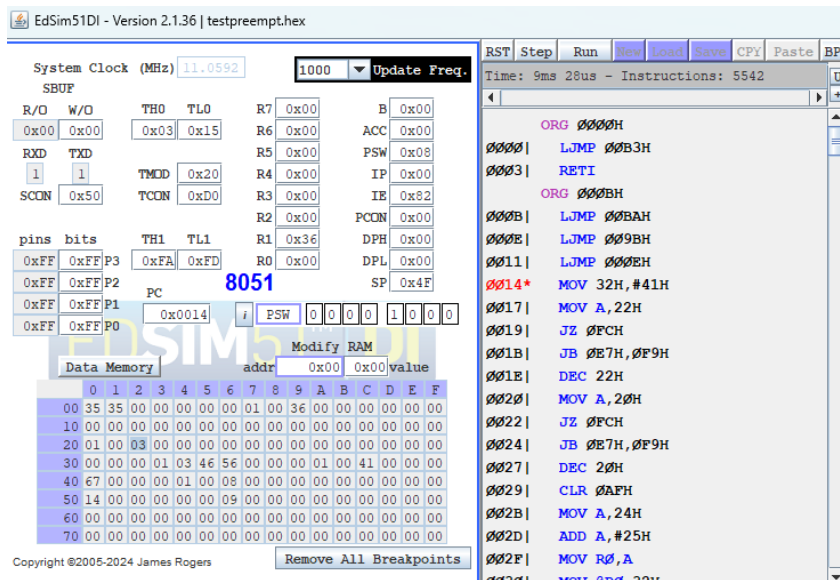 EdSim51DI - Version 2.1.36 | testpreempt.hex
System Clock (MHz) 11.0592 1000 Update Freq.
SBUF
R/O W/O TH0 TL0 R7 0x00 B 0x00
0x00 0x00 0x03 0x15 R6 0x00 ACC 0x00
RXD TXD R5 0x00 PSW 0x08
1 1 TMOD 0x20 R4 0x00 IP 0x00
SCON 0x50 TCON 0xD0 R3 0x00 IE 0x82
R2 0x00 PCON 0x00
pins bits TH1 TL1 R1 0x36 DPH 0x00
0xFF 0xFF P3 0xFA 0xFD R0 0x00 DPL 0x00
0xFF 0xFF P2 8051 SP 0x4F
0xFF 0xFF P1 PC 0x0014 i PSW 0 0 0 0 1 0 0 0
0xFF 0xFF P0
EDSIM51DI
Modify RAM
Data Memory addr 0x00 0x00 value
0 1 2 3 4 5 6 7 8 9 A B C D E F
00 35 35 00 00 00 00 00 01 00 36 00 00 00 00 00 00
10 00 00 00 00 00 00 00 00 00 00 00 00 00 00 00 00
20 01 00 03 00 00 00 00 00 00 00 00 00 00 00 00 00
30 00 00 00 01 03 46 56 00 00 00 01 00 41 00 00 00
40 67 00 00 00 01 00 08 00 00 00 00 00 00 00 00 00
50 14 00 00 00 00 00 09 00 00 00 00 00 00 00 00 00
60 00 00 00 00 00 00 00 00 00 00 00 00 00 00 00 00
70 00 00 00 00 00 00 00 00 00 00 00 00 00 00 00 00
Copyright ©2005-2024 James Rogers Remove All Breakpoints
RST Step Run New Load Save CPY Paste BP
Time: 9ms 28us - Instructions: 5542
ORG 0000H
0000| LJMP 00B3H
0003| RETI
ORG 000BH
000B| LJMP 00BAH
000E| LJMP 009BH
0011| LJMP 000EH
0014* MOV 32H,#41H
0017| MOV A,22H
0019| JZ 0FCH
001B| JB 0E7H,0F9H
001E| DEC 22H
0020| MOV A,20H
0022| JZ 0FCH
0024| JB 0E7H,0F9H
0027| DEC 20H
0029| CLR 0AFH
002B| MOV A,24H
002D| ADD A,#25H
002F| MOV R0,A